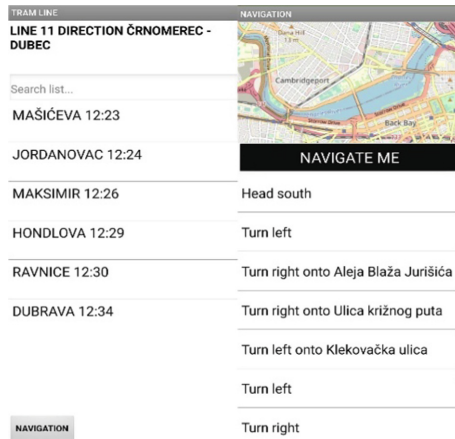 TRAM LINE
LINE 11 DIRECTION ČRNOMEREC -
DUBEC
Search list...
MAŠIĆEVA 12:23
JORDANOVAC 12:24
MAKSIMIR 12:26
HONDLOVA 12:29
RAVNICE 12:30
DUBRAVA 12:34
NAVIGATION
NAVIGATION
Dana Hill
13 m
Cambridgeport
Back Bay
NAVIGATE ME
Head south
Turn left
Turn right onto Aleja Blaža Jurišića
Turn right onto Ulica križnog puta
Turn left onto Klekovačka ulica
Turn left
Turn right